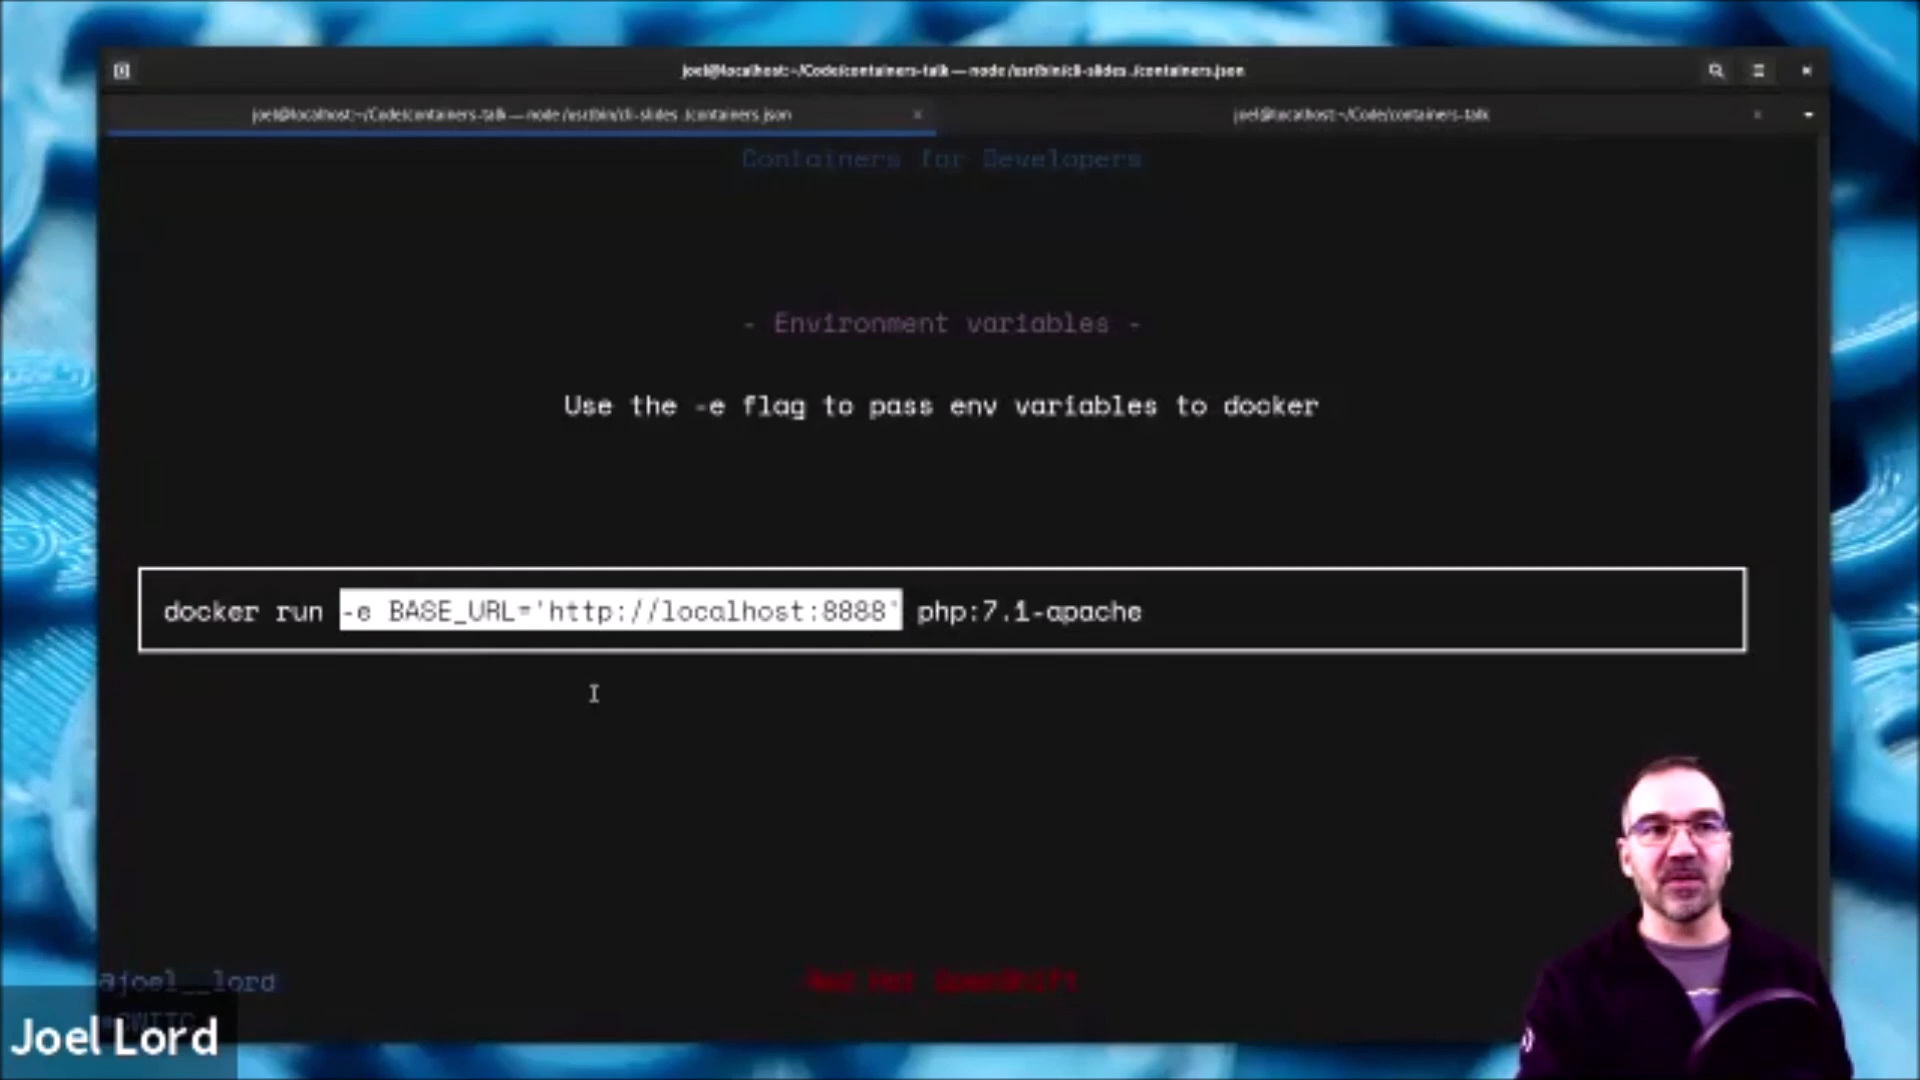 joel@localhost:~/Code/containers-talk — node /usr/bin/cli-slides ./containers.json
joel@localhost:~/Code/containers-talk — node /usr/bin/cli-slides ./containers.json
joel@localhost:~/Code/containers-talk
Containers for Developers
- Environment variables -
Use the -e flag to pass env variables to docker
docker run -e BASE_URL='http://localhost:8888' php:7.1-apache
@joel__lord
Red Hat OpenShift
Joel Lord